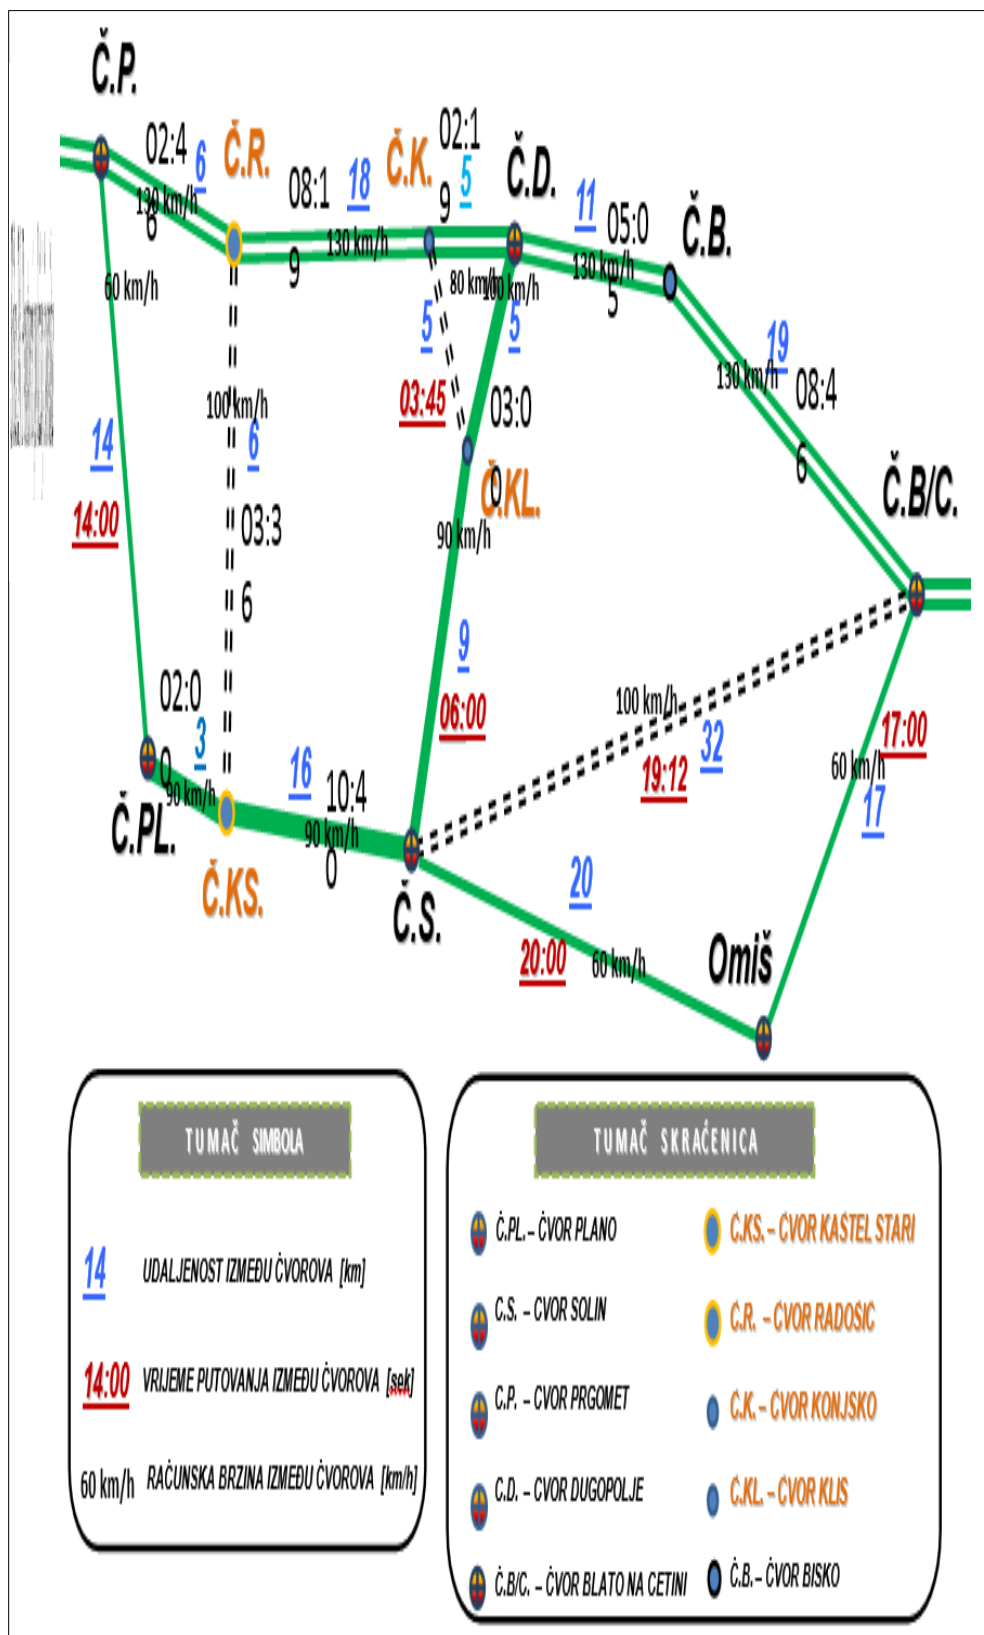 Č.P.
02:4
6
6
130 km/h
Č.R.
08:1
9
18
130 km/h
Č.K.
02:1
9
5
Č.D.
11
05:0
5
130 km/h
Č.B.
60 km/h
80 km/h
100 km/h
5
5
03:45
03:0
0
Č.KL.
19
130 km/h
08:4
6
Č.B/C.
100 km/h
6
14
14:00
03:3
6
90 km/h
9
06:00
100 km/h
32
19:12
17:00
60 km/h
17
02:0
0
3
90 km/h
Č.PL.
Č.KS.
16
10:4
0
90 km/h
Č.S.
20
20:00
60 km/h
Omiš
TUMAČ SIMBOLA
14 UDALJENOST IZMEĐU ČVOROVA [km]
14:00 VRIJEME PUTOVANJA IZMEĐU ČVOROVA [sek]
60 km/h RAČUNSKA BRZINA IZMEĐU ČVOROVA [km/h]
TUMAČ SKRAĆENICA
Č.PL. – ČVOR PLANO
Č.S. – ČVOR SOLIN
Č.P. – ČVOR PRGOMET
Č.D. – ČVOR DUGOPOLJE
Č.B/C. – ČVOR BLATO NA CETINI
Č.KS. – ČVOR KAŠTEL STARI
Č.R. – ČVOR RADOŠIĆ
Č.K. – ČVOR KONJSKO
Č.KL. – ČVOR KLIS
Č.B. – ČVOR BISKO